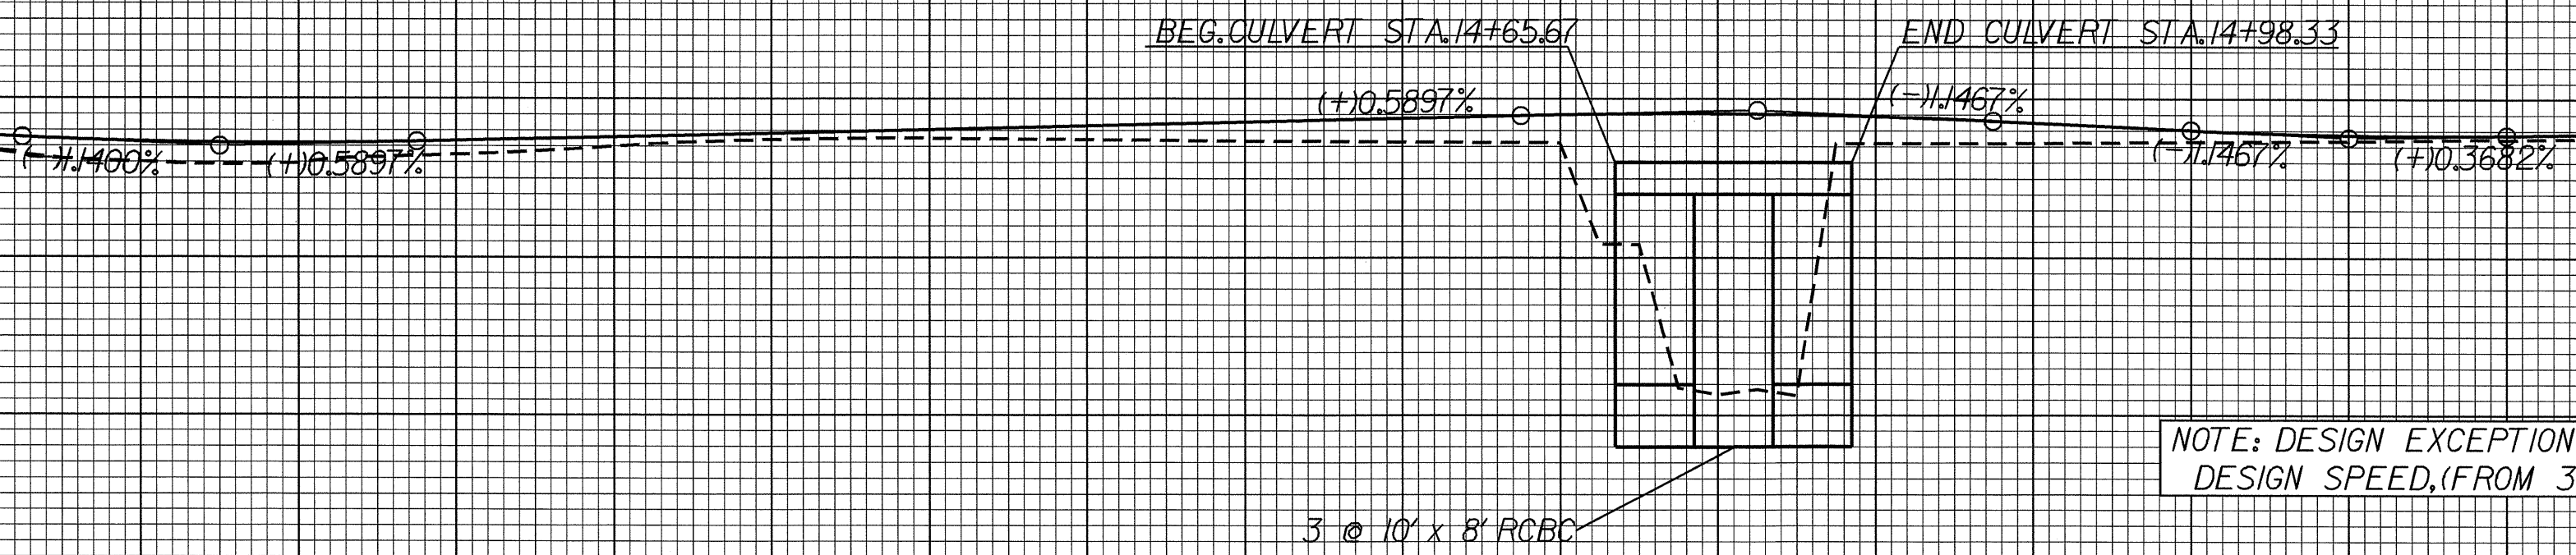 BEG. CULVERT STA. 14+65.67
END CULVERT STA. 14+98.33
(+)0.5897%
(-)1.1467%
(-)1.1400%
(+)0.5897%
(-)1.1467%
(+)0.3682%
NOTE: DESIGN EXCEPTION
DESIGN SPEED, (FROM 3
3 @ 10' X 8' RCBC